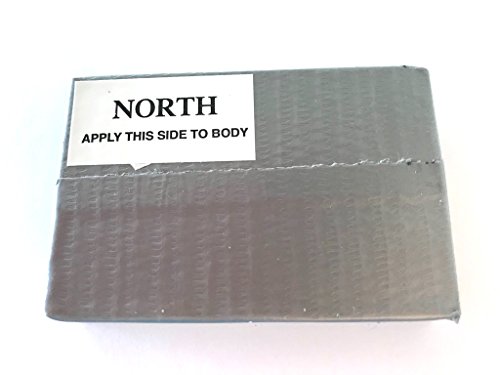 NORTH
APPLY THIS SIDE TO BODY